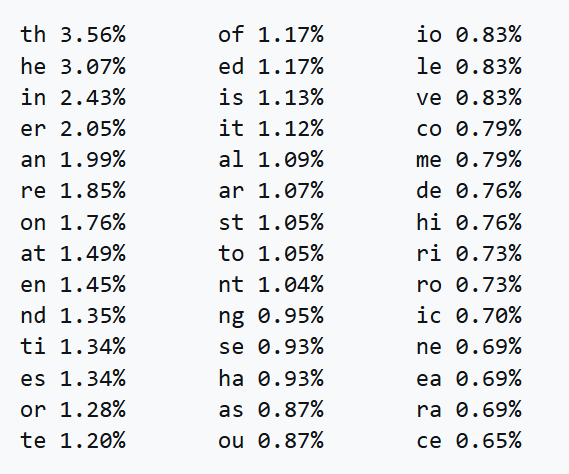 th 3.56% of 1.17% io 0.83%
he 3.07% ed 1.17% le 0.83%
in 2.43% is 1.13% ve 0.83%
er 2.05% it 1.12% co 0.79%
an 1.99% al 1.09% me 0.79%
re 1.85% ar 1.07% de 0.76%
on 1.76% st 1.05% hi 0.76%
at 1.49% to 1.05% ri 0.73%
en 1.45% nt 1.04% ro 0.73%
nd 1.35% ng 0.95% ic 0.70%
ti 1.34% se 0.93% ne 0.69%
es 1.34% ha 0.93% ea 0.69%
or 1.28% as 0.87% ra 0.69%
te 1.20% ou 0.87% ce 0.65%